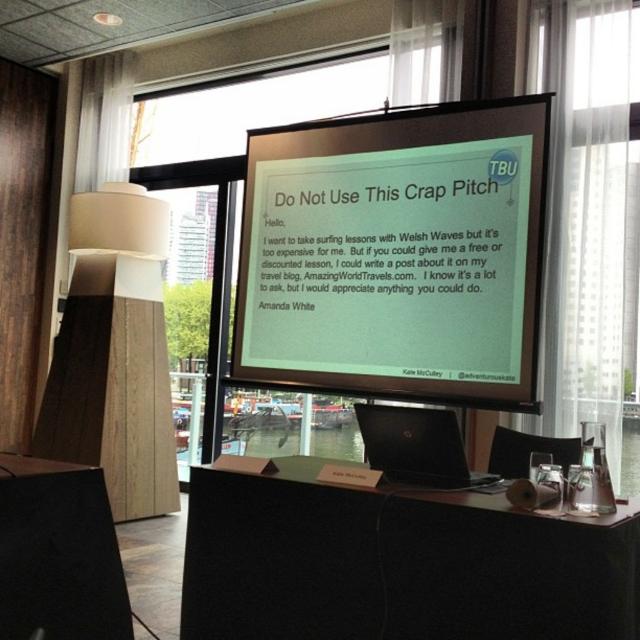 TBU
Do Not Use This Crap Pitch
Hello,
I want to take surfing lessons with Welsh Waves but it's
too expensive for me. But if you could give me a free or
discounted lesson, I could write a post about it on my
travel blog, AmazingWorldTravels.com. I know it's a lot
to ask, but I would appreciate anything you could do.
Amanda White
Kate McCulley | @adventurouskate
Kate McCulley